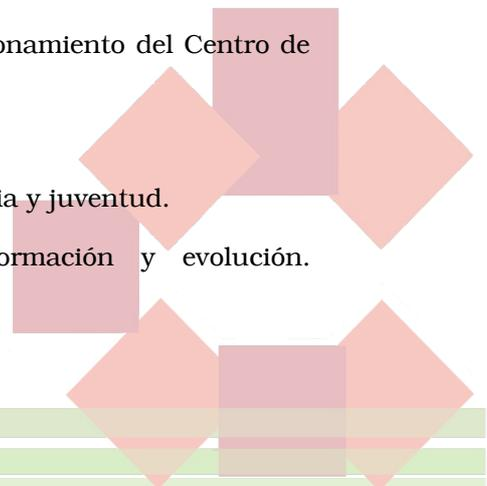 onamiento del Centro de
ia y juventud.
ormación y evolución.